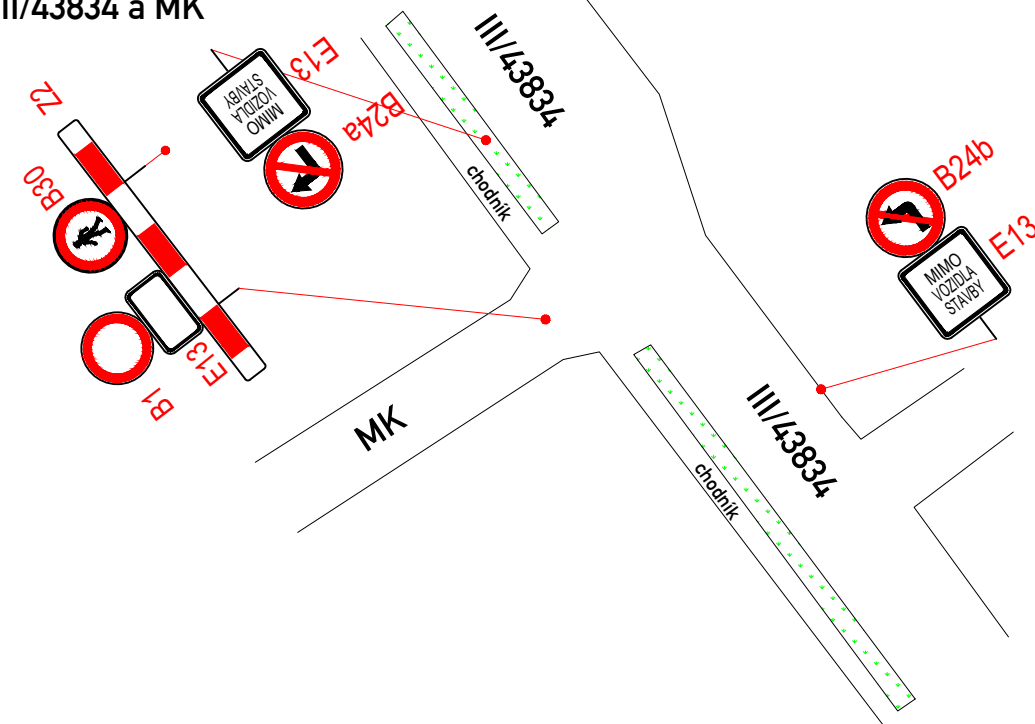 II/43834 a MK
III/43834
E13
MIMO
VOZIDLA
STAVBY
B24a
Z2
B30
chodník
B24b
E13
MIMO
VOZIDLA
STAVBY
E13
B1
MK
III/43834
chodník